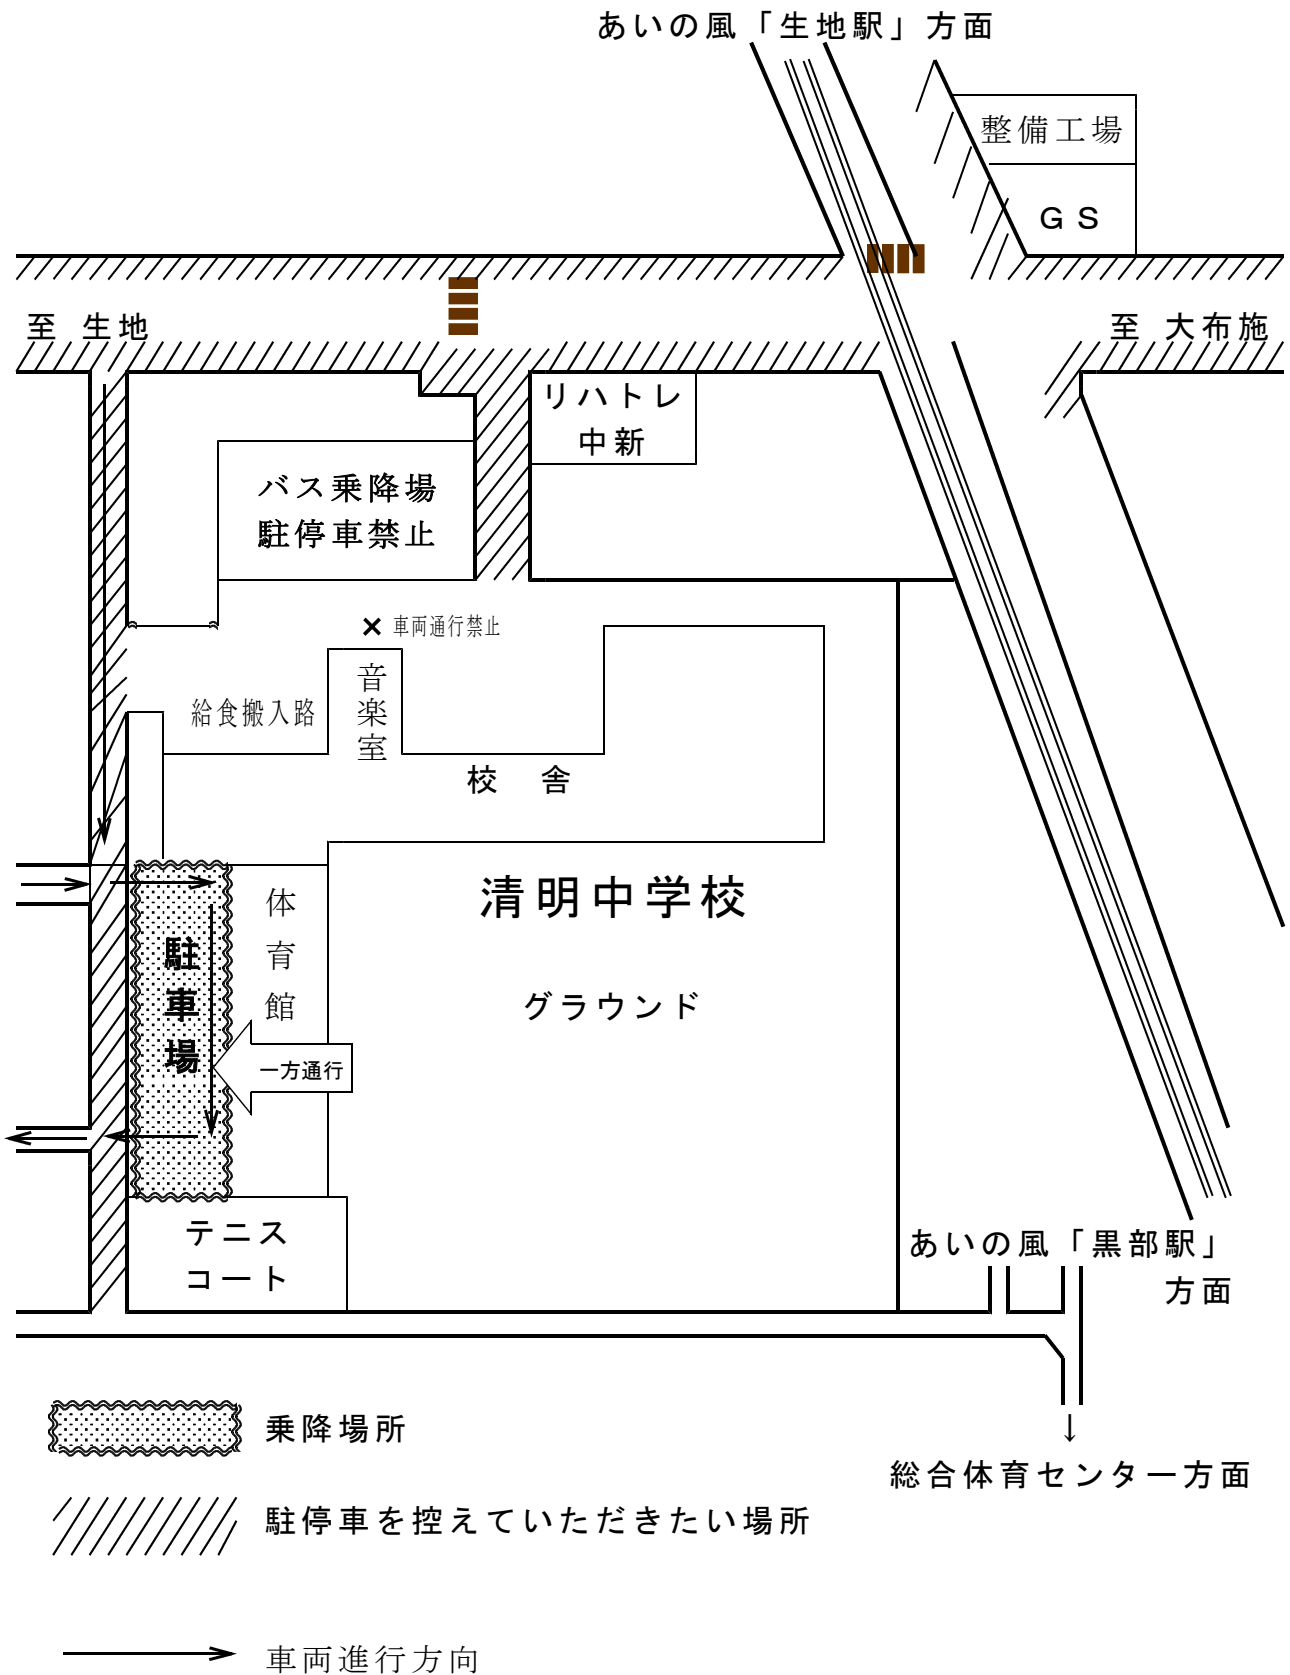 あいの風「生地駅」方面
整備工場
ＧＳ
至 生地
至 大布施
リハトレ
中新
バス乗降場
駐停車禁止
× 車両通行禁止
音楽室
給食搬入路
校 舎
清明中学校
体育館
駐車場
グラウンド
一方通行
テニス
コート
あいの風「黒部駅」
方面
↓
総合体育センター方面
乗降場所
駐停車を控えていただきたい場所
車両進行方向